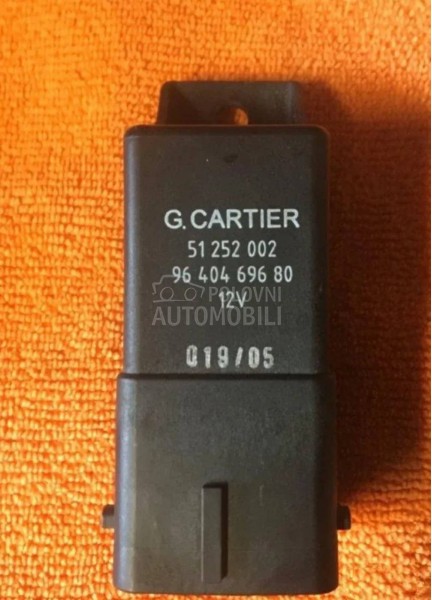 G.CARTIER
51 252 002
96 404 696 80
12V
POLOVNI
AUTOMOBILI
019/05